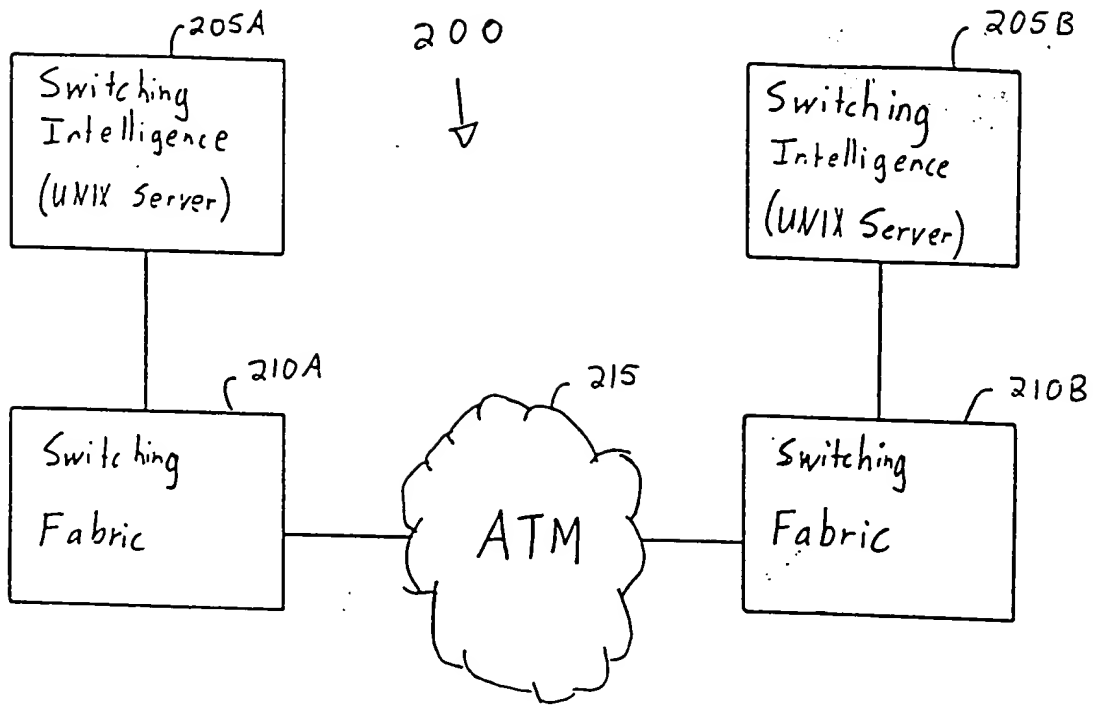 205A
200
205B
Switching
Intelligence
(UNIX Server)
Switching
Intelligence
(UNIX Server)
210A
215
210B
Switching
Fabric
ATM
Switching
Fabric